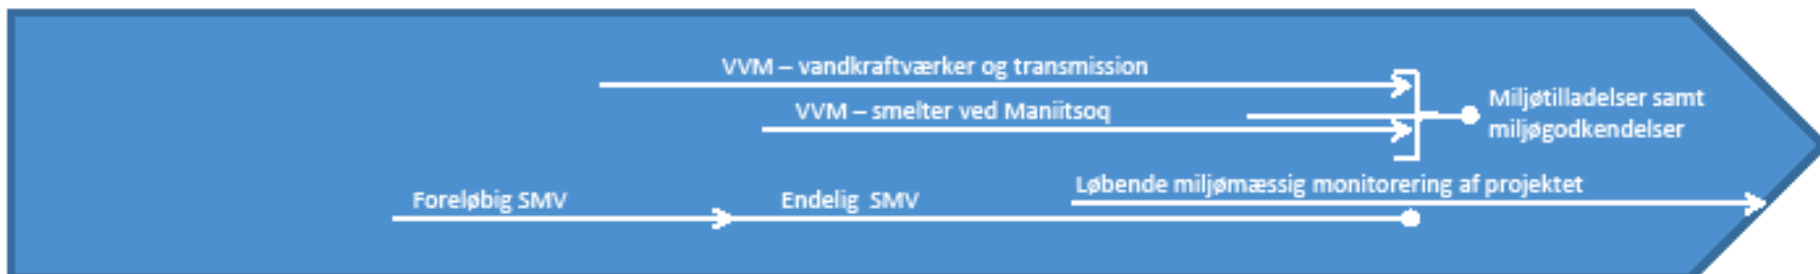 VVM – vandkraftværker og transmission
VVM – smelter ved Maniitsoq
Miljøtilladelser samt
miljøgodkendelser
Løbende miljømæssig monitorering af projektet
Foreløbig SMV
Endelig SMV